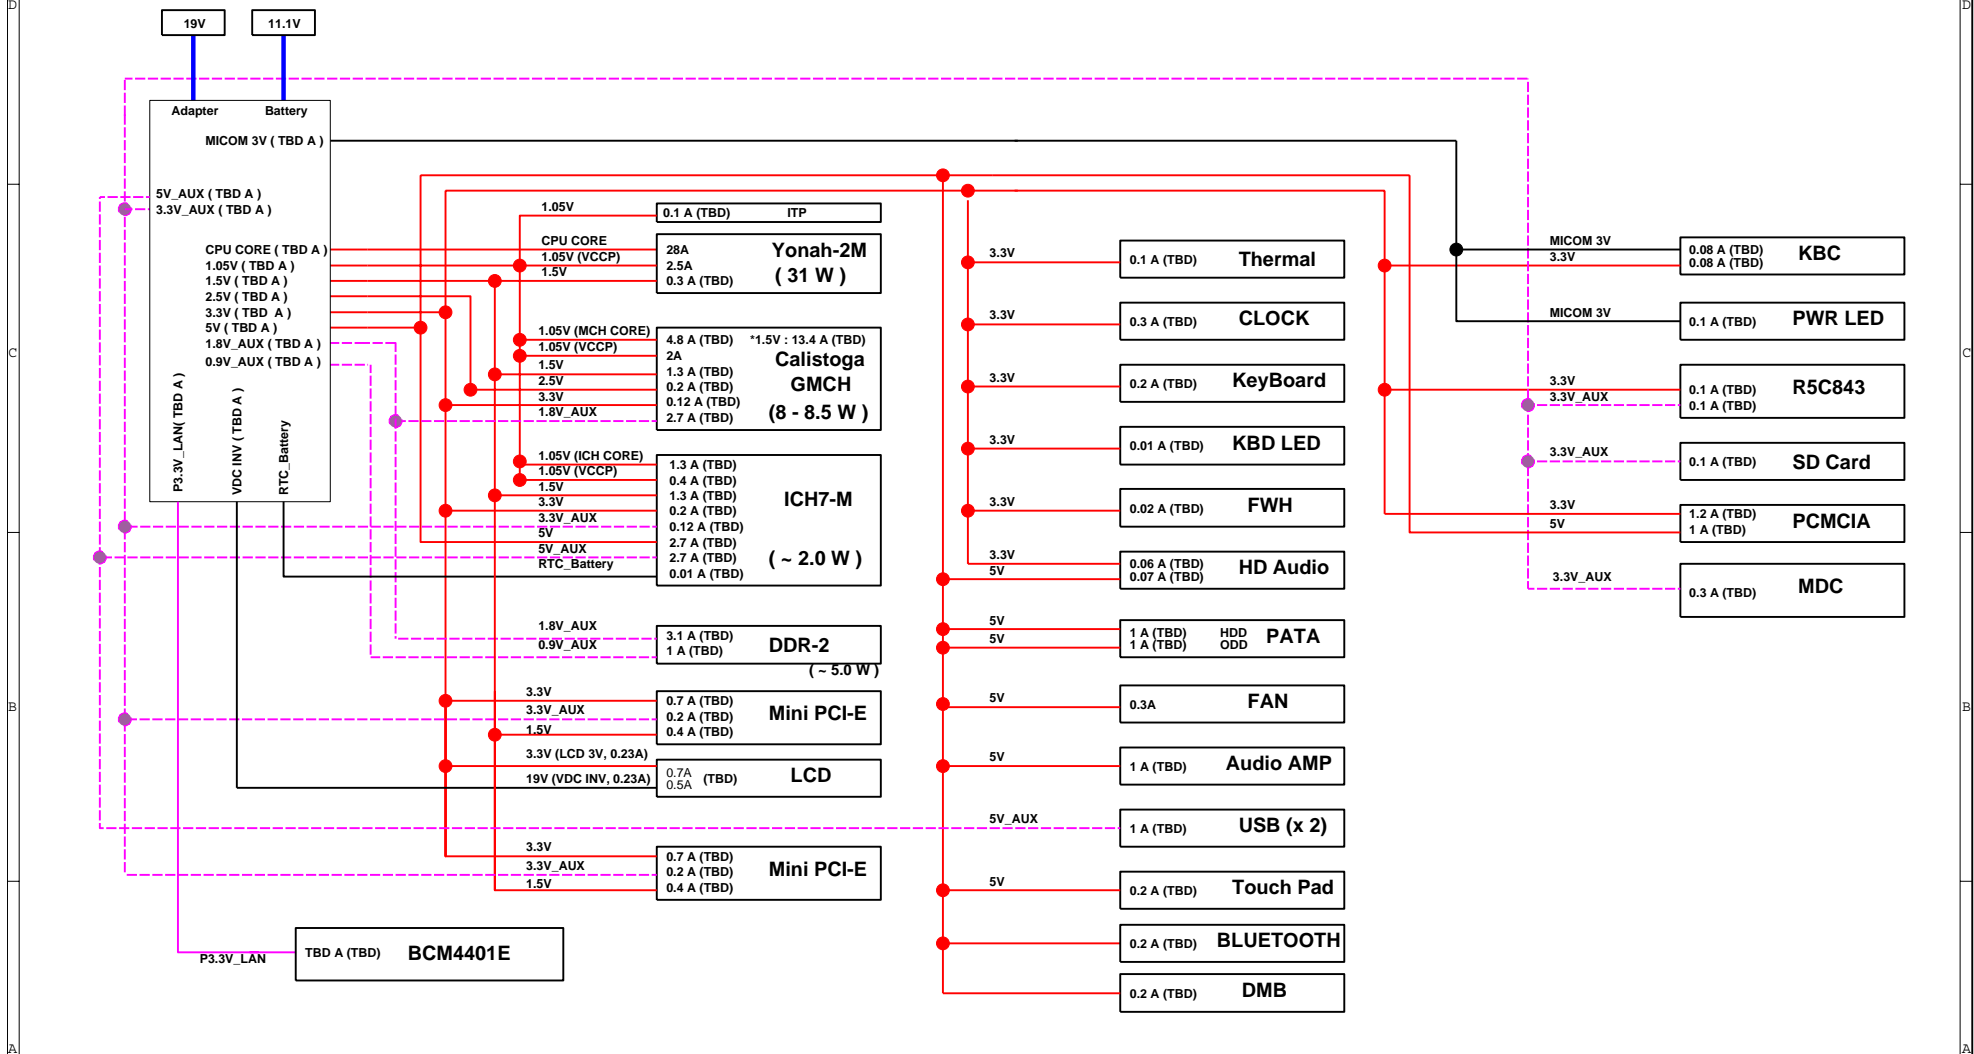 D
D
19V
11.1V
Adapter
Battery
MICOM 3V ( TBD A )
5V_AUX ( TBD A )
3.3V_AUX ( TBD A )
CPU CORE ( TBD A )
1.05V ( TBD A )
1.5V ( TBD A )
2.5V ( TBD A )
3.3V ( TBD  A )
5V ( TBD A )
1.8V_AUX ( TBD A )
0.9V_AUX ( TBD A )
P3.3V_LAN( TBD A )
VDC INV ( TBD A )
RTC_Battery
C
B
A
1.05V
0.1 A (TBD)
ITP
CPU CORE
1.05V (VCCP)
1.5V
28A
2.5A
0.3 A (TBD)
Yonah-2M
( 31 W )
1.05V (MCH CORE)
1.05V (VCCP)
1.5V
2.5V
3.3V
1.8V_AUX
4.8 A (TBD)
*1.5V : 13.4 A (TBD)
2A
1.3 A (TBD)
0.2 A (TBD)
0.12 A (TBD)
2.7 A (TBD)
Calistoga
GMCH
(8 - 8.5 W )
1.05V (ICH CORE)
1.05V (VCCP)
1.5V
3.3V
3.3V_AUX
5V
5V_AUX
RTC_Battery
1.3 A (TBD)
0.4 A (TBD)
1.3 A (TBD)
0.2 A (TBD)
0.12 A (TBD)
2.7 A (TBD)
2.7 A (TBD)
0.01 A (TBD)
ICH7-M
( ~ 2.0 W )
1.8V_AUX
0.9V_AUX
3.1 A (TBD)
1 A (TBD)
DDR-2
( ~ 5.0 W )
3.3V
3.3V_AUX
1.5V
0.7 A (TBD)
0.2 A (TBD)
0.4 A (TBD)
Mini PCI-E
3.3V (LCD 3V, 0.23A)
19V (VDC INV, 0.23A)
0.7A
0.5A
(TBD)
LCD
3.3V
3.3V_AUX
1.5V
0.7 A (TBD)
0.2 A (TBD)
0.4 A (TBD)
Mini PCI-E
P3.3V_LAN
TBD A (TBD)
BCM4401E
3.3V
0.1 A (TBD)
Thermal
3.3V
0.3 A (TBD)
CLOCK
3.3V
0.2 A (TBD)
KeyBoard
3.3V
0.01 A (TBD)
KBD LED
3.3V
0.02 A (TBD)
FWH
3.3V
5V
0.06 A (TBD)
0.07 A (TBD)
HD Audio
5V
5V
1 A (TBD)
HDD
1 A (TBD)
ODD
PATA
5V
0.3A
FAN
5V
1 A (TBD)
Audio AMP
5V_AUX
1 A (TBD)
USB (x 2)
5V
0.2 A (TBD)
Touch Pad
0.2 A (TBD)
BLUETOOTH
0.2 A (TBD)
DMB
MICOM 3V
3.3V
0.08 A (TBD)
0.08 A (TBD)
KBC
MICOM 3V
0.1 A (TBD)
PWR LED
3.3V
3.3V_AUX
0.1 A (TBD)
0.1 A (TBD)
R5C843
3.3V_AUX
0.1 A (TBD)
SD Card
3.3V
5V
1.2 A (TBD)
1 A (TBD)
PCMCIA
3.3V_AUX
0.3 A (TBD)
MDC
C
B
A